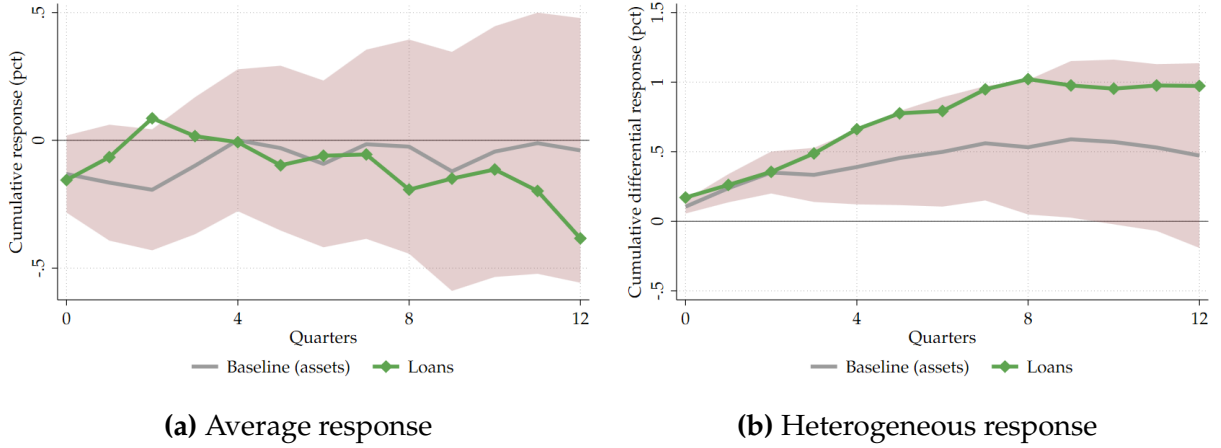 Cumulative response (pct)
.5
0
-.5
0
4
8
12
Quarters
Baseline (assets)
Loans
(a) Average response
Cumulative differential response (pct)
1.5
1
.5
0
-.5
0
4
8
12
Quarters
Baseline (assets)
Loans
(b) Heterogeneous response